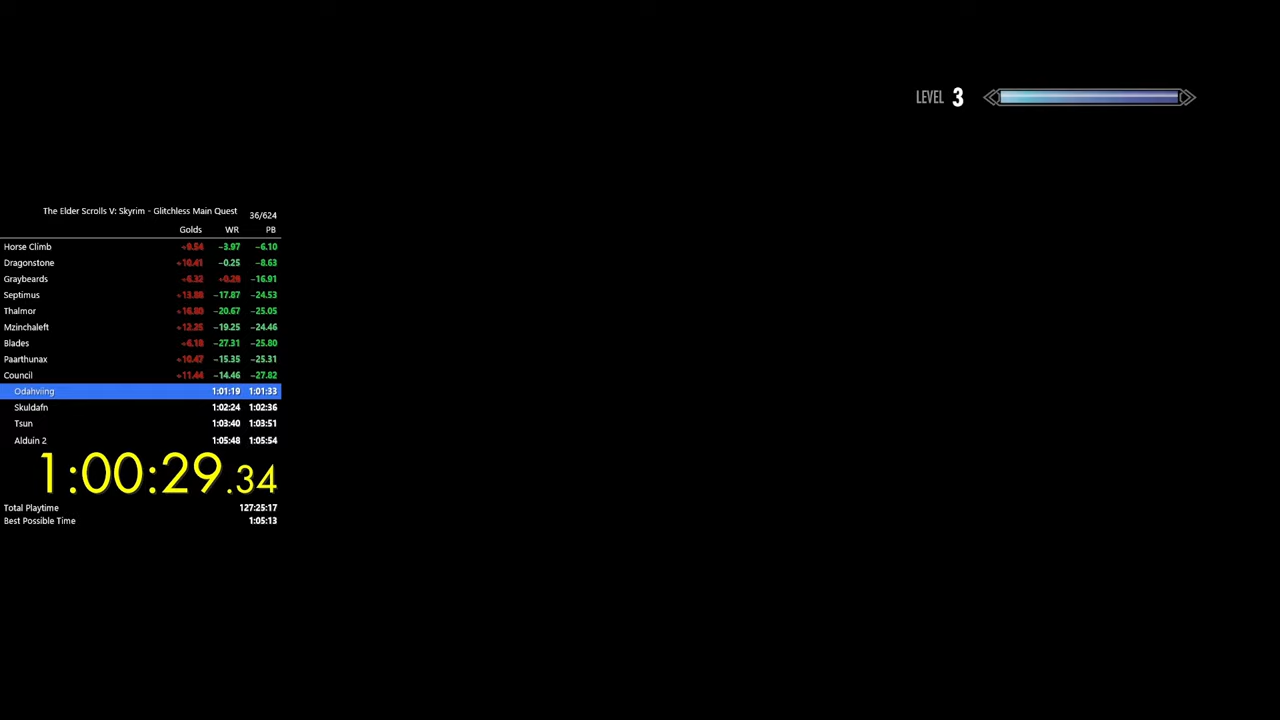 LEVEL 3
The Elder Scrolls V: Skyrim - Glitchless Main Quest 36/624
Golds WR PB
Horse Climb +9.54 −3.97 −6.10
Dragonstone +10.41 −0.25 −8.63
Graybeards +6.32 +0.28 −16.91
Septimus +13.88 −17.87 −24.53
Thalmor +16.80 −20.67 −25.05
Mzinchaleft +12.25 −19.25 −24.46
Blades +6.18 −27.31 −25.80
Paarthunax +10.47 −15.35 −25.31
Council +11.44 −14.46 −27.82
Odahviing 1:01:19 1:01:33
Skuldafn 1:02:24 1:02:36
Tsun 1:03:40 1:03:51
Alduin 2 1:05:48 1:05:54
1:00:29.34
Total Playtime 127:25:17
Best Possible Time 1:05:13